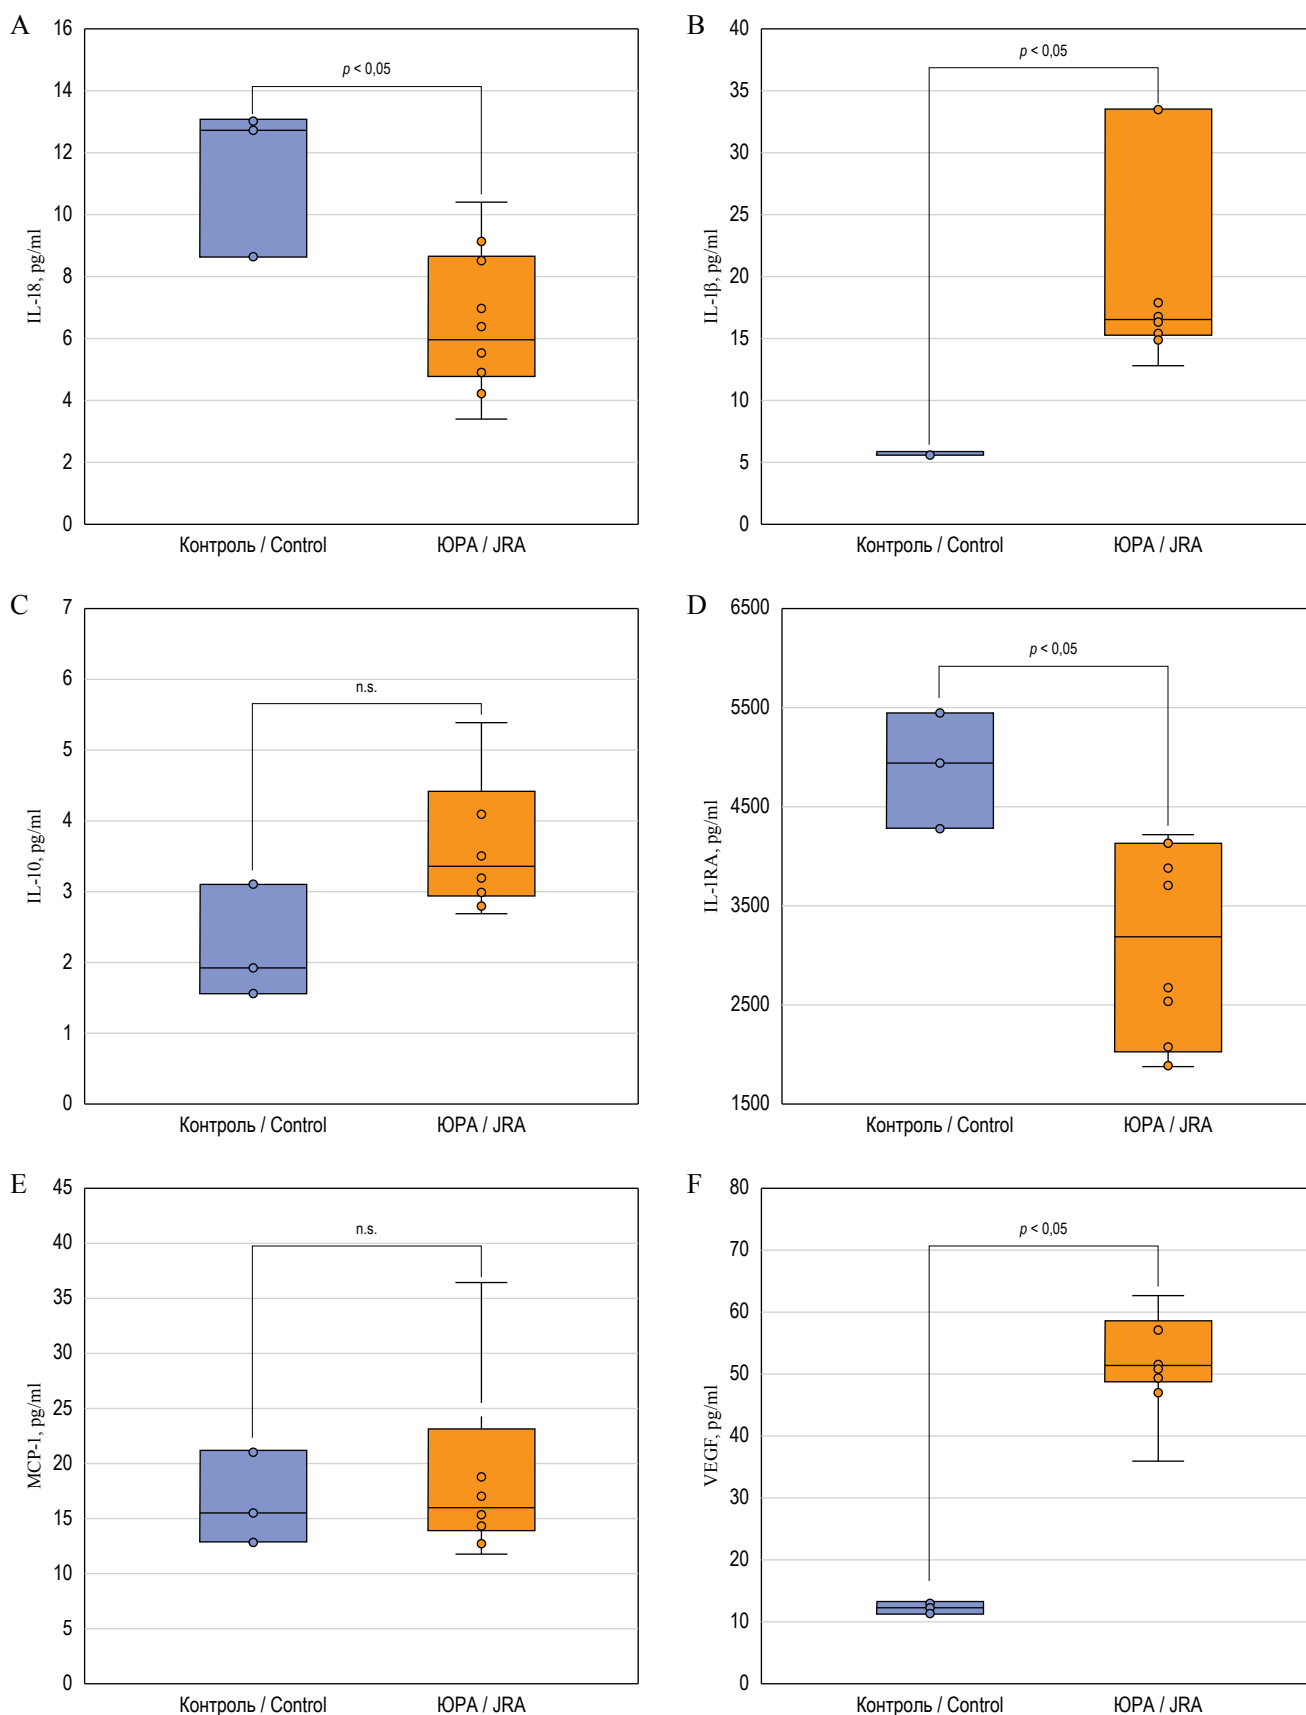 A
IL-18, pg/ml
16
14
12
10
8
6
4
2
0
p < 0,05
Контроль / Control
ЮРА / JRA
B
IL-1β, pg/ml
40
35
30
25
20
15
10
5
0
p < 0,05
Контроль / Control
ЮРА / JRA
C
IL-10, pg/ml
7
6
5
4
3
2
1
0
n.s.
Контроль / Control
ЮРА / JRA
D
IL-1RA, pg/ml
6500
5500
4500
3500
2500
1500
p < 0,05
Контроль / Control
ЮРА / JRA
E
MCP-1, pg/ml
45
40
35
30
25
20
15
10
5
0
n.s.
Контроль / Control
ЮРА / JRA
F
VEGF, pg/ml
80
70
60
50
40
30
20
10
0
p < 0,05
Контроль / Control
ЮРА / JRA